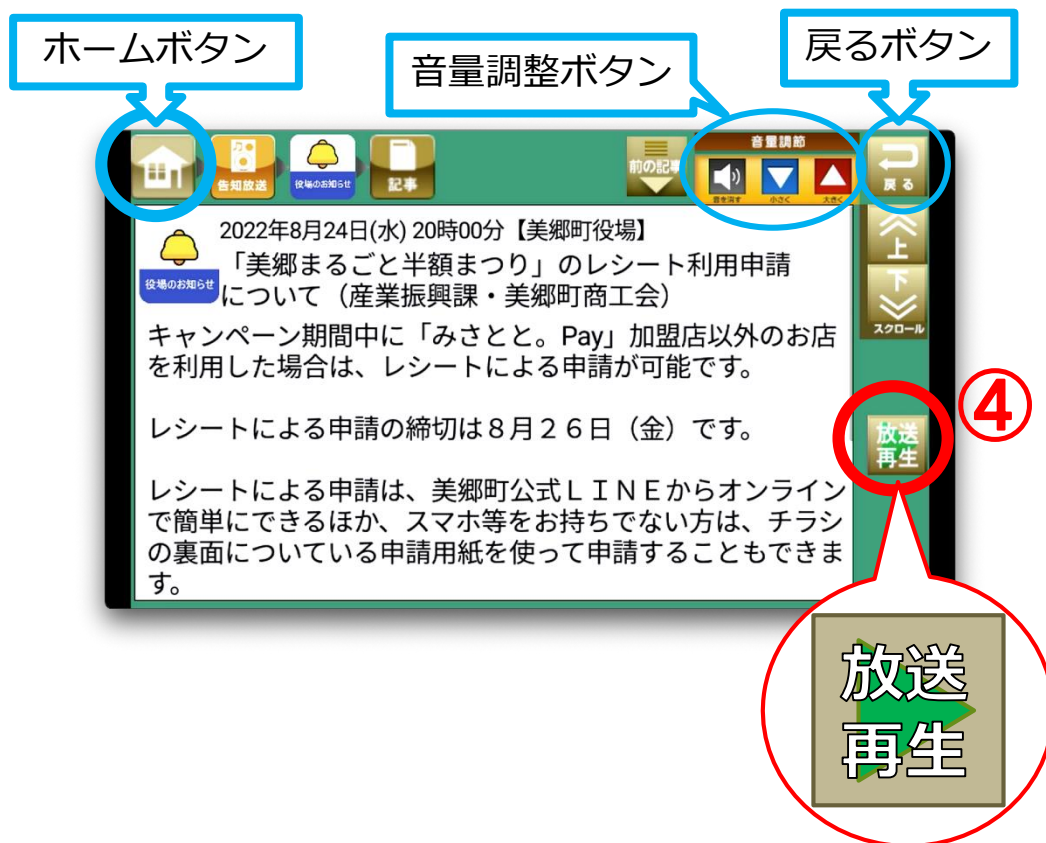 ホームボタン
音量調整ボタン
戻るボタン
告知放送
役場のお知らせ
記事
前の記事
音量調節
音を消す
小さく
大きく
戻る
2022年8月24日(水) 20時00分【美郷町役場】
役場のお知らせ
「美郷まるごと半額まつり」のレシート利用申請
について（産業振興課・美郷町商工会）
キャンペーン期間中に「みさとと。Pay」加盟店以外のお店
を利用した場合は、レシートによる申請が可能です。
レシートによる申請の締切は８月２６日（金）です。
レシートによる申請は、美郷町公式ＬＩＮＥからオンライン
で簡単にできるほか、スマホ等をお持ちでない方は、チラシ
の裏面についている申請用紙を使って申請することもできま
す。
上
下
スクロール
放送
再生
④
放送
再生